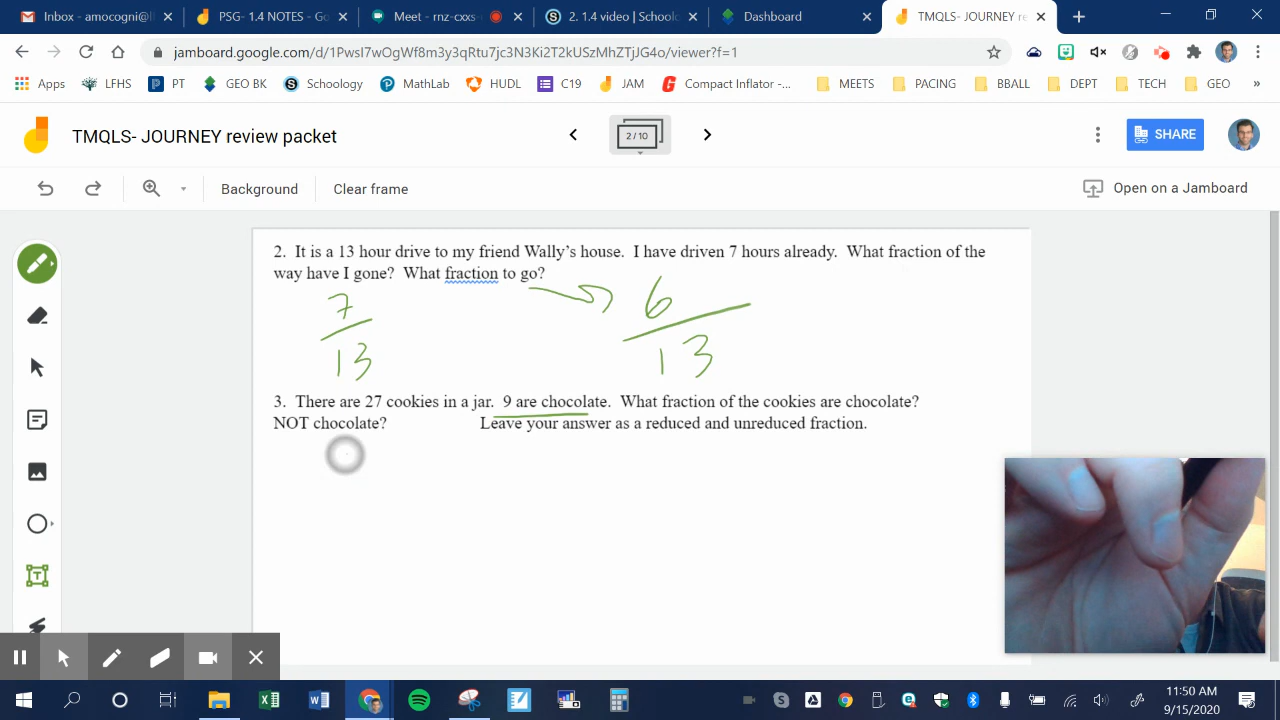 Inbox - amocogni@l
PSG- 1.4 NOTES - Go
Meet - rnz-cxxs-
2. 1.4 video | Schoolo
Dashboard
TMQLS- JOURNEY re
jamboard.google.com/d/1PwsI7wOgWf8m3y3qRtu7jc3N3Ki2T2kUSzMhZTjJG4o/viewer?f=1
Apps LFHS PT GEO BK Schoology MathLab HUDL C19 JAM Compact Inflator -... MEETS PACING BBALL DEPT TECH GEO »
TMQLS- JOURNEY review packet
2/10
SHARE
Background
Clear frame
Open on a Jamboard
2. It is a 13 hour drive to my friend Wally's house. I have driven 7 hours already. What fraction of the
way have I gone? What fraction to go?
7
13
6
13
3. There are 27 cookies in a jar. 9 are chocolate. What fraction of the cookies are chocolate?
NOT chocolate? Leave your answer as a reduced and unreduced fraction.
11:50 AM
9/15/2020